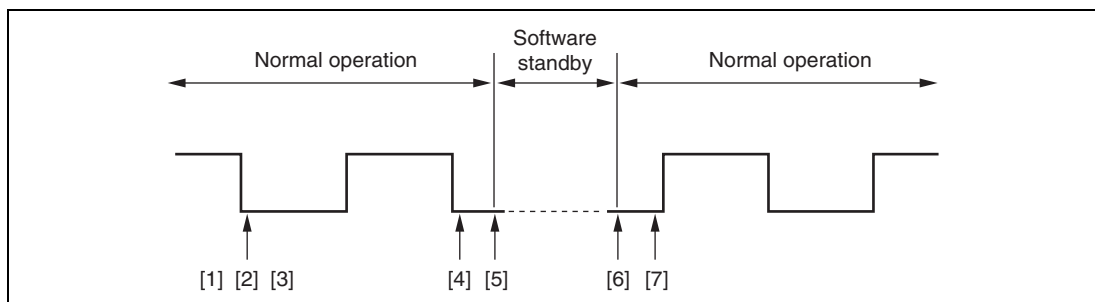 Software
standby
Normal operation
Normal operation
[1] [2] [3]
[4] [5]
[6] [7]